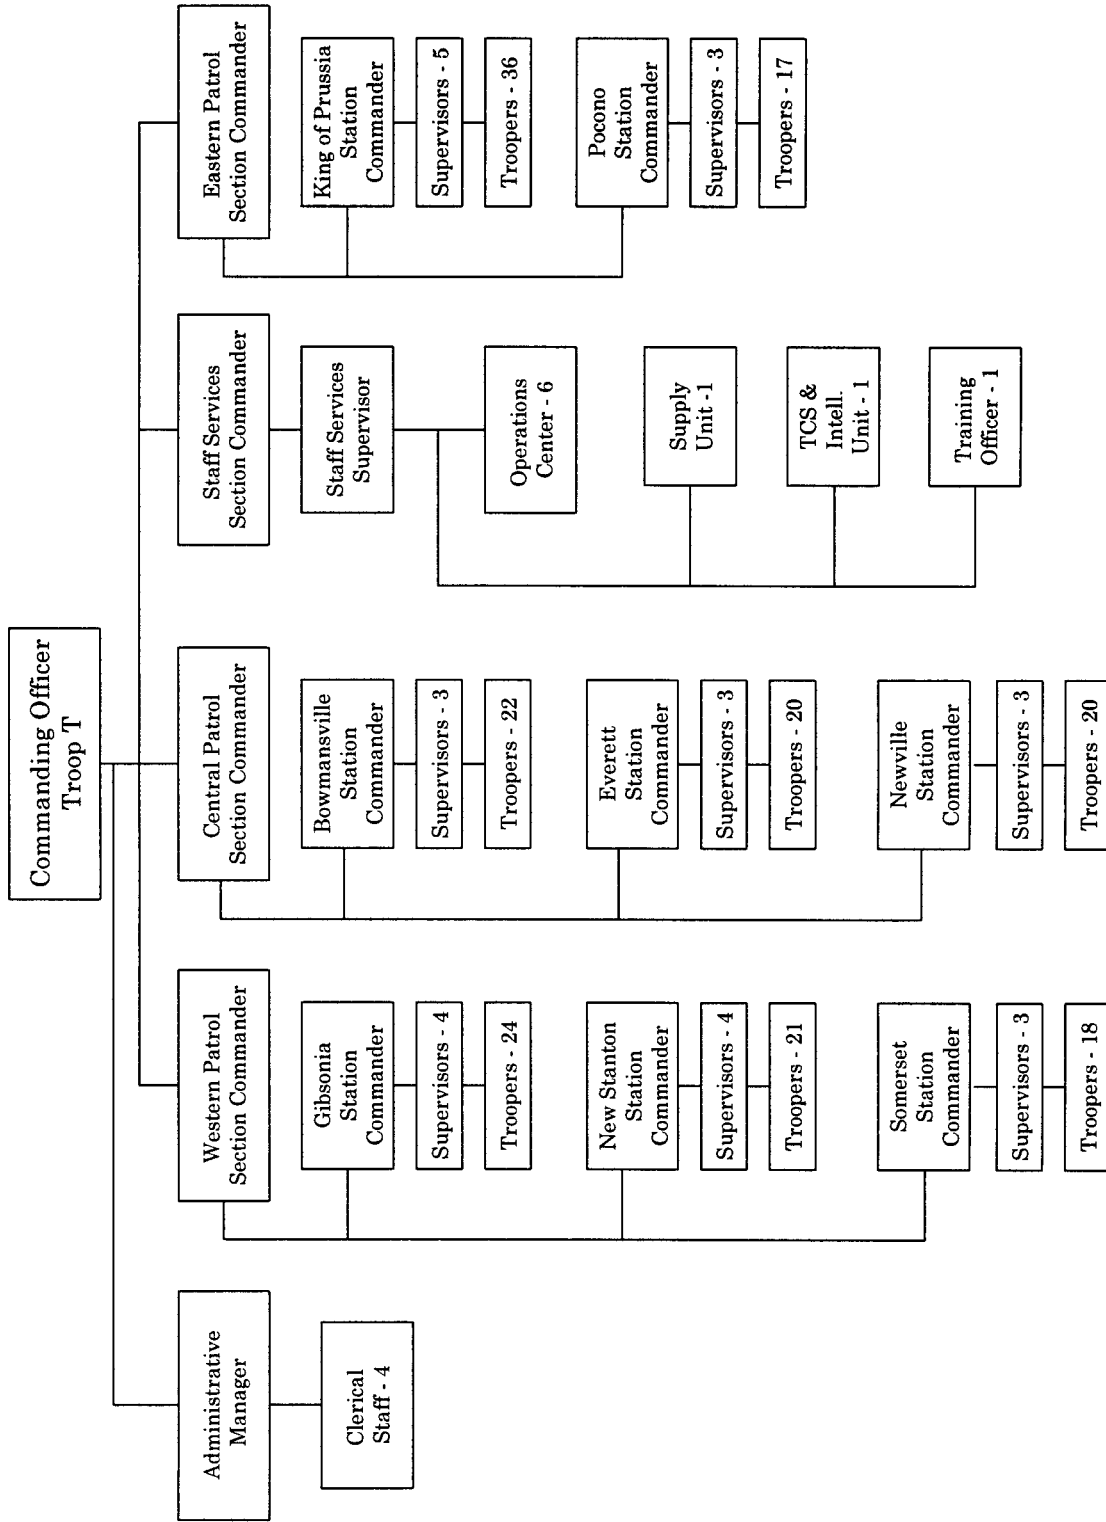 Commanding Officer
Troop T
Administrative
Manager
Clerical
Staff - 4
Western Patrol
Section Commander
Gibsonia
Station
Commander
Supervisors - 4
Troopers - 24
New Stanton
Station
Commander
Supervisors - 4
Troopers - 21
Somerset
Station
Commander
Supervisors - 3
Troopers - 18
Central Patrol
Section Commander
Bowmansville
Station
Commander
Supervisors - 3
Troopers - 22
Everett
Station
Commander
Supervisors - 3
Troopers - 20
Newville
Station
Commander
Supervisors - 3
Troopers - 20
Staff Services
Section Commander
Staff Services
Supervisor
Operations
Center - 6
Supply
Unit -1
TCS &
Intell.
Unit - 1
Training
Officer - 1
Eastern Patrol
Section Commander
King of Prussia
Station
Commander
Supervisors - 5
Troopers - 36
Pocono
Station
Commander
Supervisors - 3
Troopers - 17